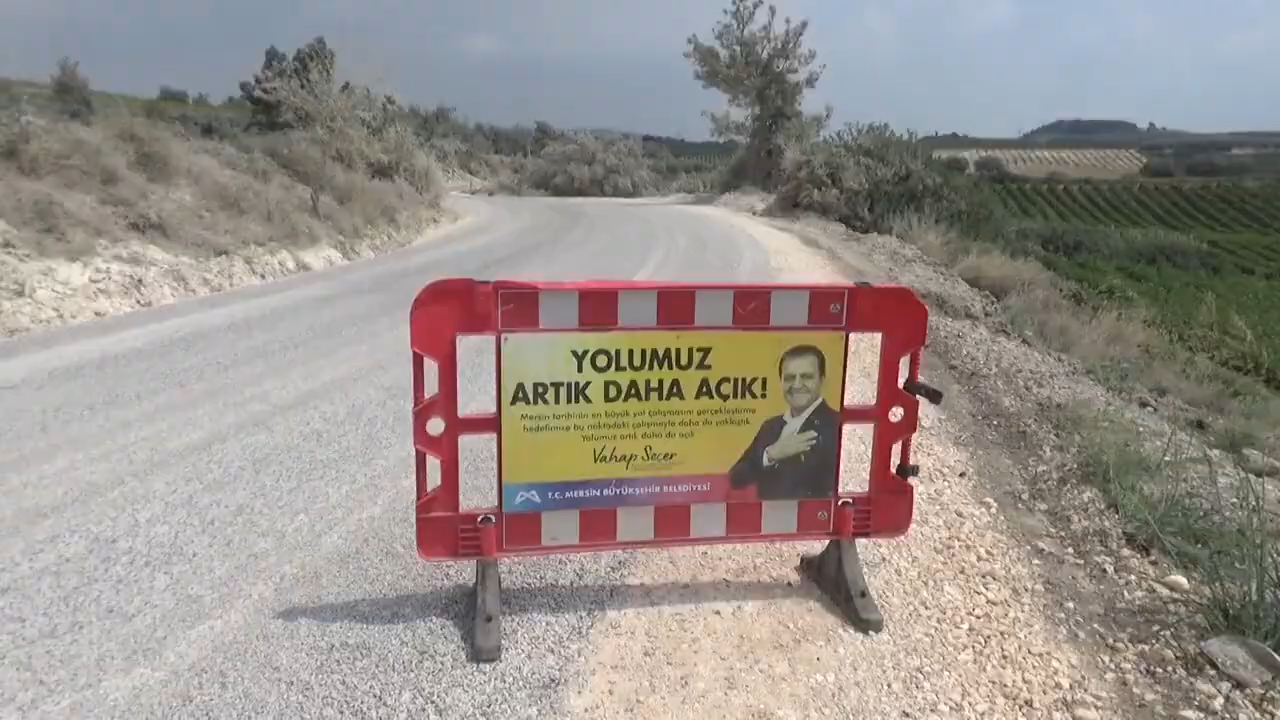 YOLUMUZ
ARTIK DAHA AÇIK!
Mersin tarihinin en büyük yol çalışmasını gerçekleştirme
hedefimize bu noktadaki çalışmayla daha da yaklaştık.
Yolumuz artık daha da açık.
Vahap Seçer
T.C. MERSİN BÜYÜKŞEHİR BELEDİYESİ